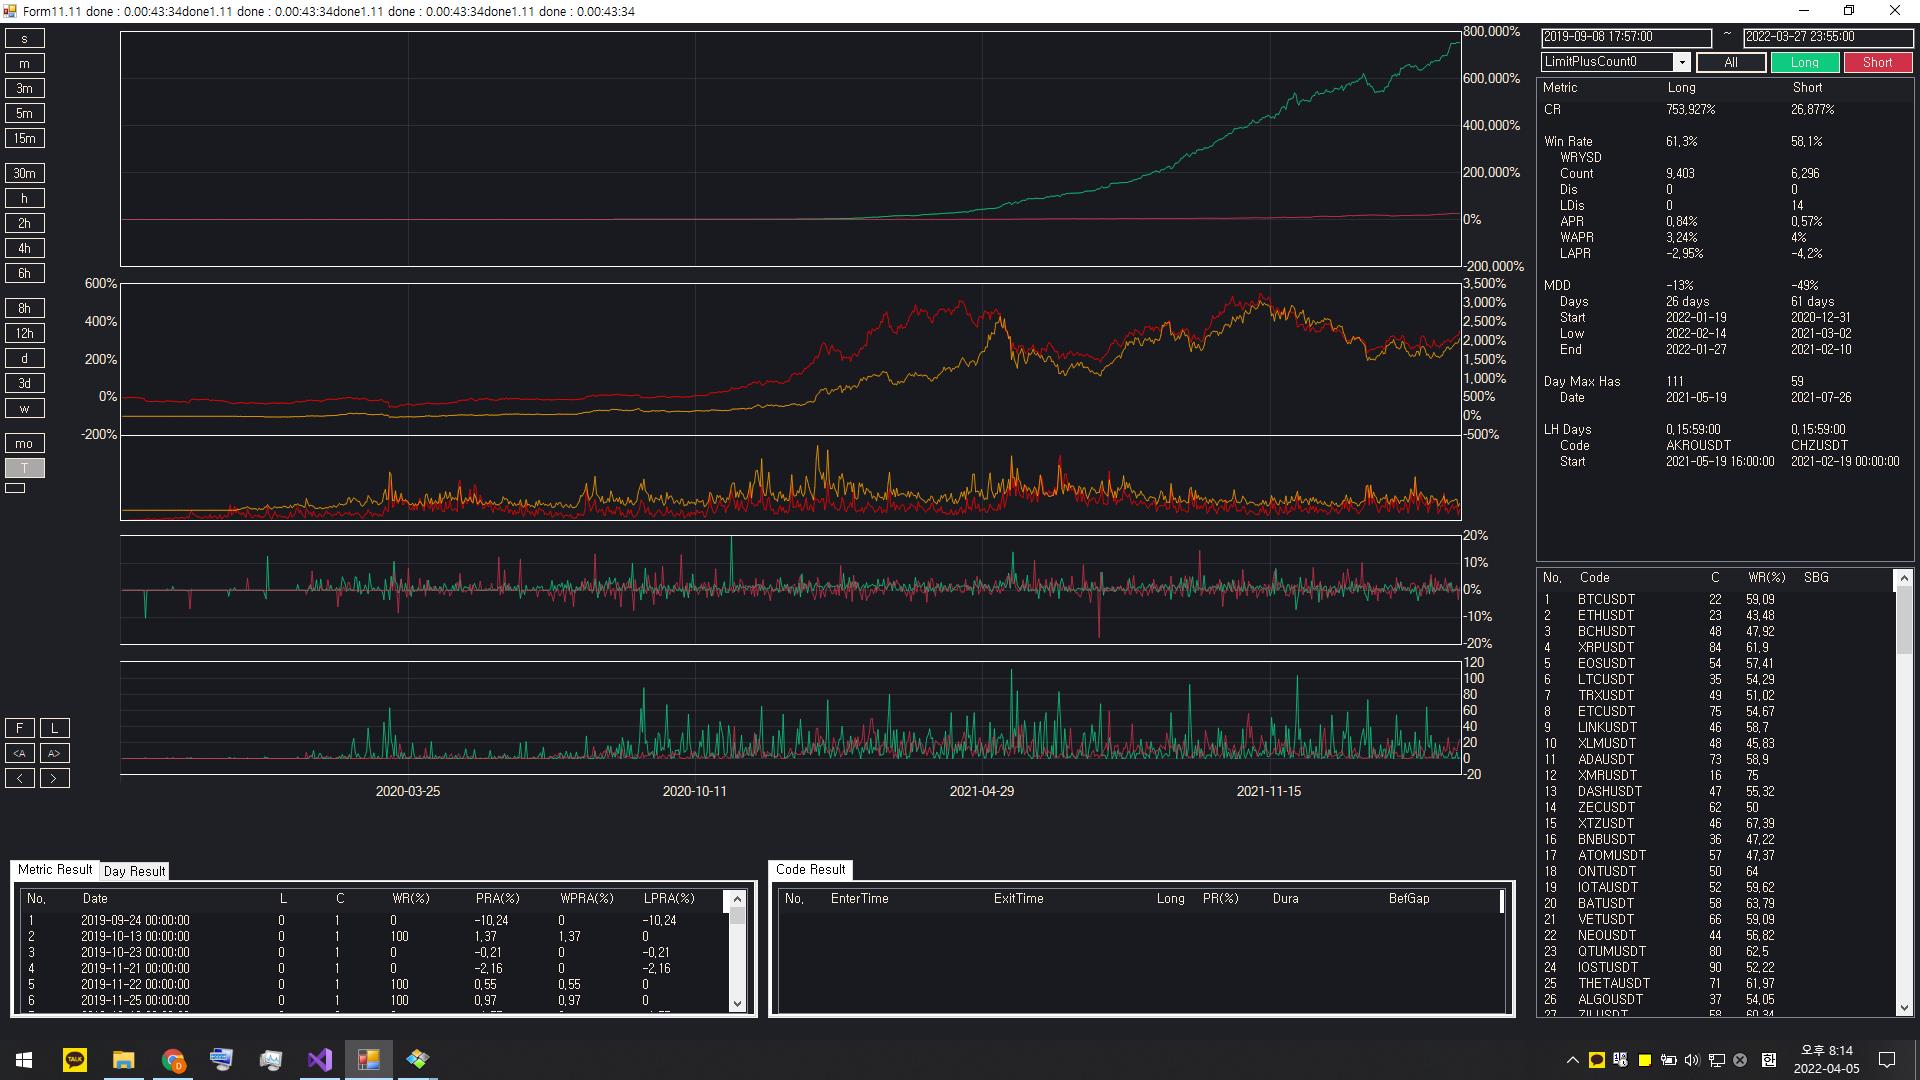 Form11.11 done : 0.00:43:34done1.11 done : 0.00:43:34done1.11 done : 0.00:43:34done1.11 done : 0.00:43:34
s
m
3m
5m
15m
30m
h
2h
4h
6h
8h
12h
d
3d
w
mo
T
F L
<A A>
< >
800,000%
600,000%
400,000%
200,000%
0%
-200,000%
600%
400%
200%
0%
-200%
3,500%
3,000%
2,500%
2,000%
1,500%
1,000%
500%
0%
-500%
20%
10%
0%
-10%
-20%
120
100
80
60
40
20
0
-20
2020-03-25 2020-10-11 2021-04-29 2021-11-15
2019-09-08 17:57:00 ~ 2022-03-27 23:55:00
LimitPlusCount0 All Long Short
Metric Long Short
CR 753,927% 26,877%
Win Rate 61,3% 58,1%
WRYSD
Count 9,403 6,296
Dis 0 0
LDis 0 14
APR 0,84% 0,57%
WAPR 3,24% 4%
LAPR -2,95% -4,2%
MDD -13% -49%
Days 26 days 61 days
Start 2022-01-19 2020-12-31
Low 2022-02-14 2021-03-02
End 2022-01-27 2021-02-10
Day Max Has 111 59
Date 2021-05-19 2021-07-26
LH Days 0,15:59:00 0,15:59:00
Code AKROUSDT CHZUSDT
Start 2021-05-19 16:00:00 2021-02-19 00:00:00
No, Code C WR(%) SBG
1 BTCUSDT 22 59,09
2 ETHUSDT 23 43,48
3 BCHUSDT 48 47,92
4 XRPUSDT 84 61,9
5 EOSUSDT 54 57,41
6 LTCUSDT 35 54,29
7 TRXUSDT 49 51,02
8 ETCUSDT 75 54,67
9 LINKUSDT 46 58,7
10 XLMUSDT 48 45,83
11 ADAUSDT 73 58,9
12 XMRUSDT 16 75
13 DASHUSDT 47 55,32
14 ZECUSDT 62 50
15 XTZUSDT 46 67,39
16 BNBUSDT 36 47,22
17 ATOMUSDT 57 47,37
18 ONTUSDT 50 64
19 IOTAUSDT 52 59,62
20 BATUSDT 58 63,79
21 VETUSDT 66 59,09
22 NEOUSDT 44 56,82
23 QTUMUSDT 80 62,5
24 IOSTUSDT 90 52,22
25 THETAUSDT 71 61,97
26 ALGOUSDT 37 54,05
27 ZILUSDT 58 60,34
Metric Result Day Result
No, Date L C WR(%) PRA(%) WPRA(%) LPRA(%)
1 2019-09-24 00:00:00 0 1 0 -10,24 0 -10,24
2 2019-10-13 00:00:00 0 1 100 1,37 1,37 0
3 2019-10-23 00:00:00 0 1 0 -0,21 0 -0,21
4 2019-11-21 00:00:00 0 1 0 -2,16 0 -2,16
5 2019-11-22 00:00:00 0 1 100 0,55 0,55 0
6 2019-11-25 00:00:00 0 1 100 0,97 0,97 0
Code Result
No, EnterTime ExitTime Long PR(%) Dura BefGap
TALK
오후 8:14
2022-04-05
한